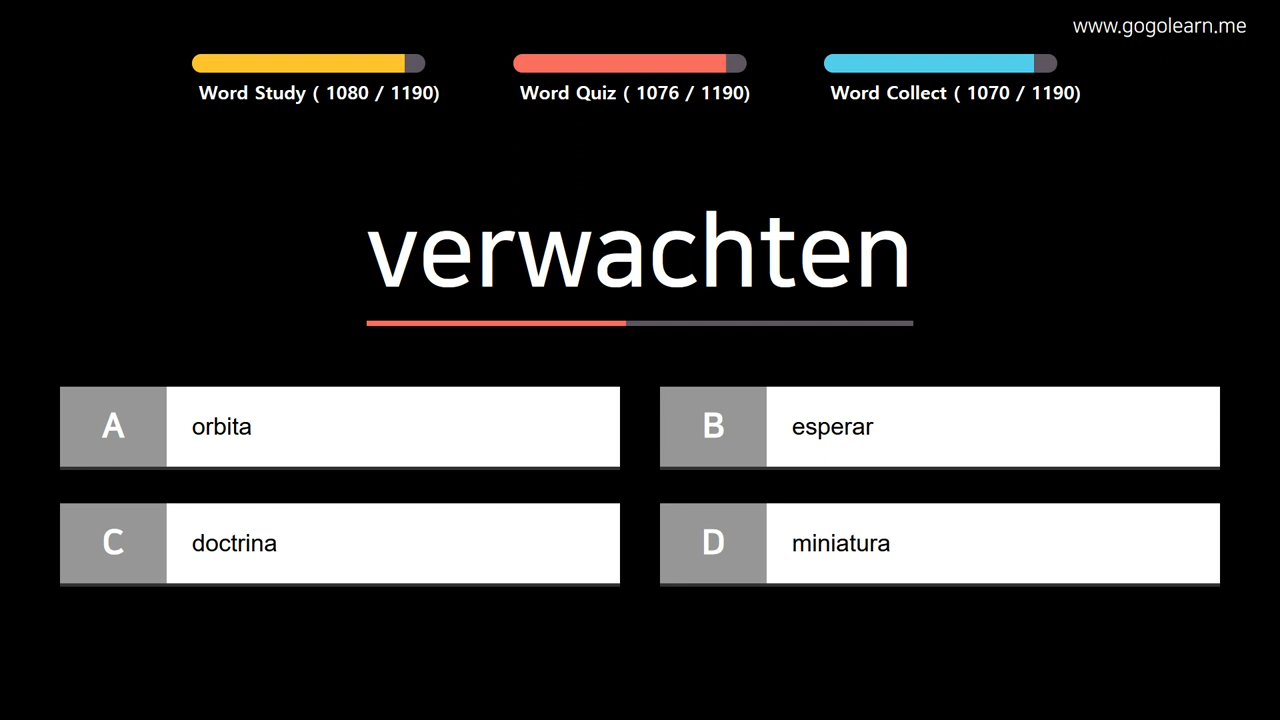 www.gogolearn.me
Word Study ( 1080 / 1190)
Word Quiz ( 1076 / 1190)
Word Collect ( 1070 / 1190)
verwachten
A orbita
B esperar
C doctrina
D miniatura